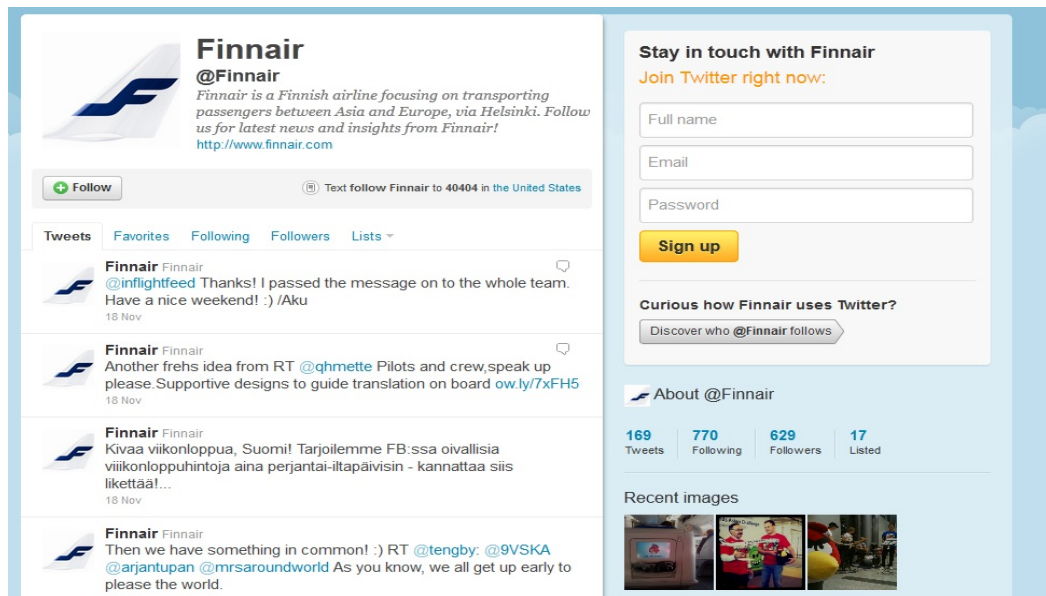 Finnair
@Finnair
Finnair is a Finnish airline focusing on transporting
passengers between Asia and Europe, via Helsinki. Follow
us for latest news and insights from Finnair!
http://www.finnair.com
Follow
Text follow Finnair to 40404 in the United States
Tweets Favorites Following Followers Lists
Finnair Finnair
@inflightfeed Thanks! I passed the message on to the whole team.
Have a nice weekend! :) /Aku
18 Nov
Finnair Finnair
Another frehs idea from RT @qhmette Pilots and crew,speak up
please.Supportive designs to guide translation on board ow.ly/7xFH5
18 Nov
Finnair Finnair
Kivaa viikonloppua, Suomi! Tarjoilemme FB:ssa oivallisia
viiikonloppuhintoja aina perjantai-iltapäivisin - kannattaa siis
likettää!...
18 Nov
Finnair Finnair
Then we have something in common! :) RT @tengby: @9VSKA
@arjantupan @mrsaroundworld As you know, we all get up early to
please the world.
Stay in touch with Finnair
Join Twitter right now:
Full name
Email
Password
Sign up
Curious how Finnair uses Twitter?
Discover who @Finnair follows
About @Finnair
169 770 629 17
Tweets Following Followers Listed
Recent images